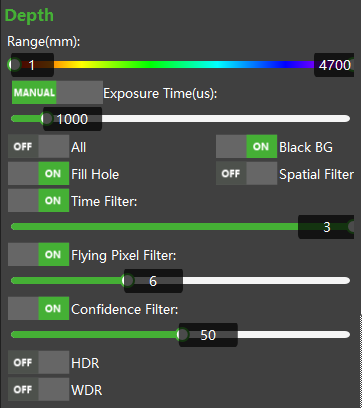 Depth
Range(mm):
1 4700
MANUAL Exposure Time(us):
1000
OFF All ON Black BG
ON Fill Hole OFF Spatial Filter
ON Time Filter:
3
ON Flying Pixel Filter:
6
ON Confidence Filter:
50
OFF HDR
OFF WDR